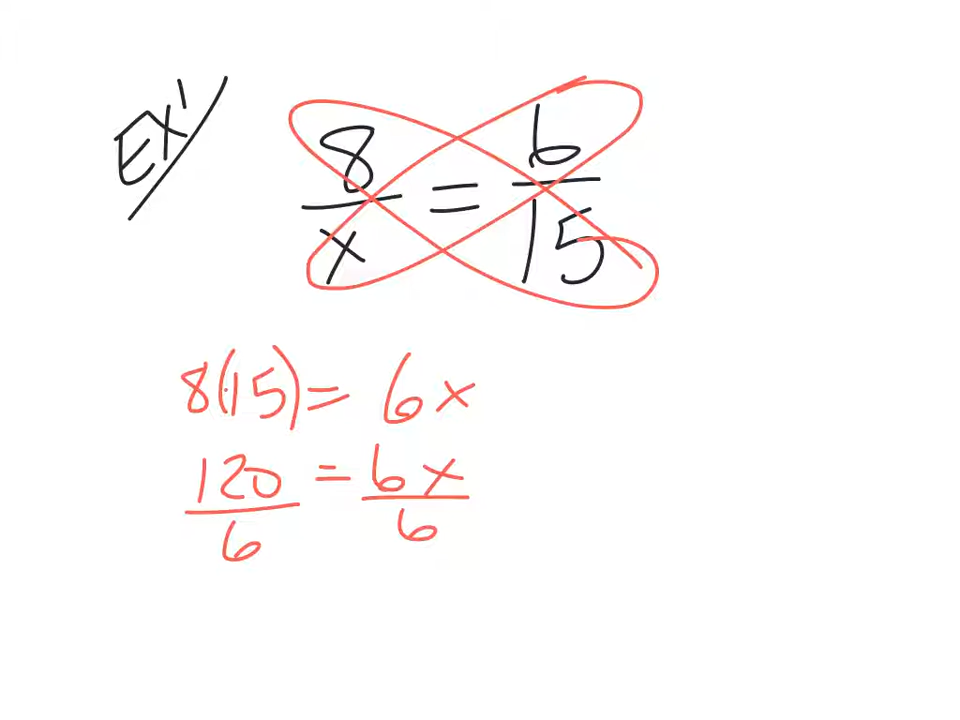 Ex'/
8/x = 6/15
8(15) = 6x
120/6 = 6x/6